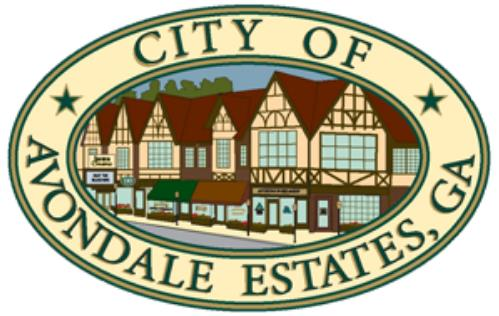 CITY OF
AVONDALE ESTATES, GA